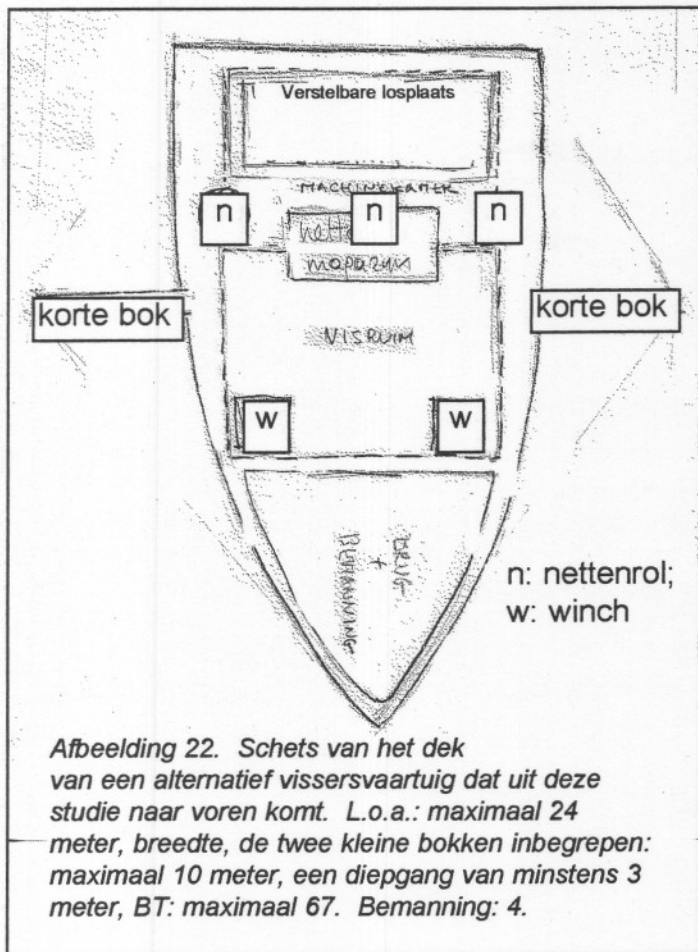 Verstelbare losplaats
MACHINEKAMER
n n n
netten
magazijn
korte bok korte bok
VISRUIM
w w
BRUG
+
BEMANNING
n: nettenrol;
w: winch
Afbeelding 22. Schets van het dek
van een alternatief vissersvaartuig dat uit deze
studie naar voren komt. L.o.a.: maximaal 24
meter, breedte, de twee kleine bokken inbegrepen:
maximaal 10 meter, een diepgang van minstens 3
meter, BT: maximaal 67. Bemanning: 4.